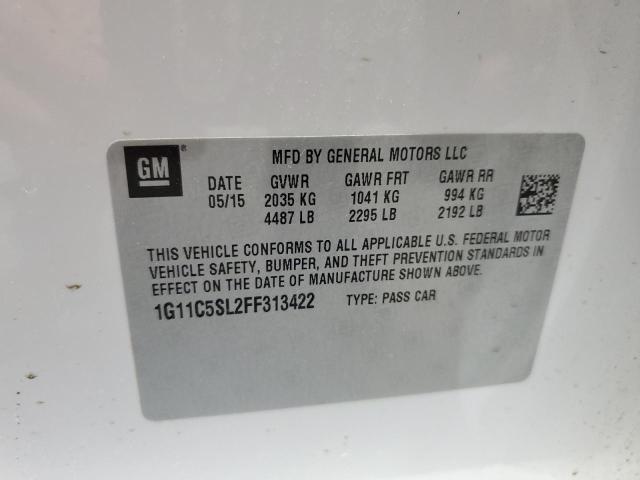 GM ®
MFD BY GENERAL MOTORS LLC
DATE GVWR GAWR FRT GAWR RR
05/15 2035 KG 1041 KG 994 KG
4487 LB 2295 LB 2192 LB
THIS VEHICLE CONFORMS TO ALL APPLICABLE U.S. FEDERAL MOTOR
VEHICLE SAFETY, BUMPER, AND THEFT PREVENTION STANDARDS IN
EFFECT ON THE DATE OF MANUFACTURE SHOWN ABOVE.
1G11C5SL2FF313422 TYPE: PASS CAR